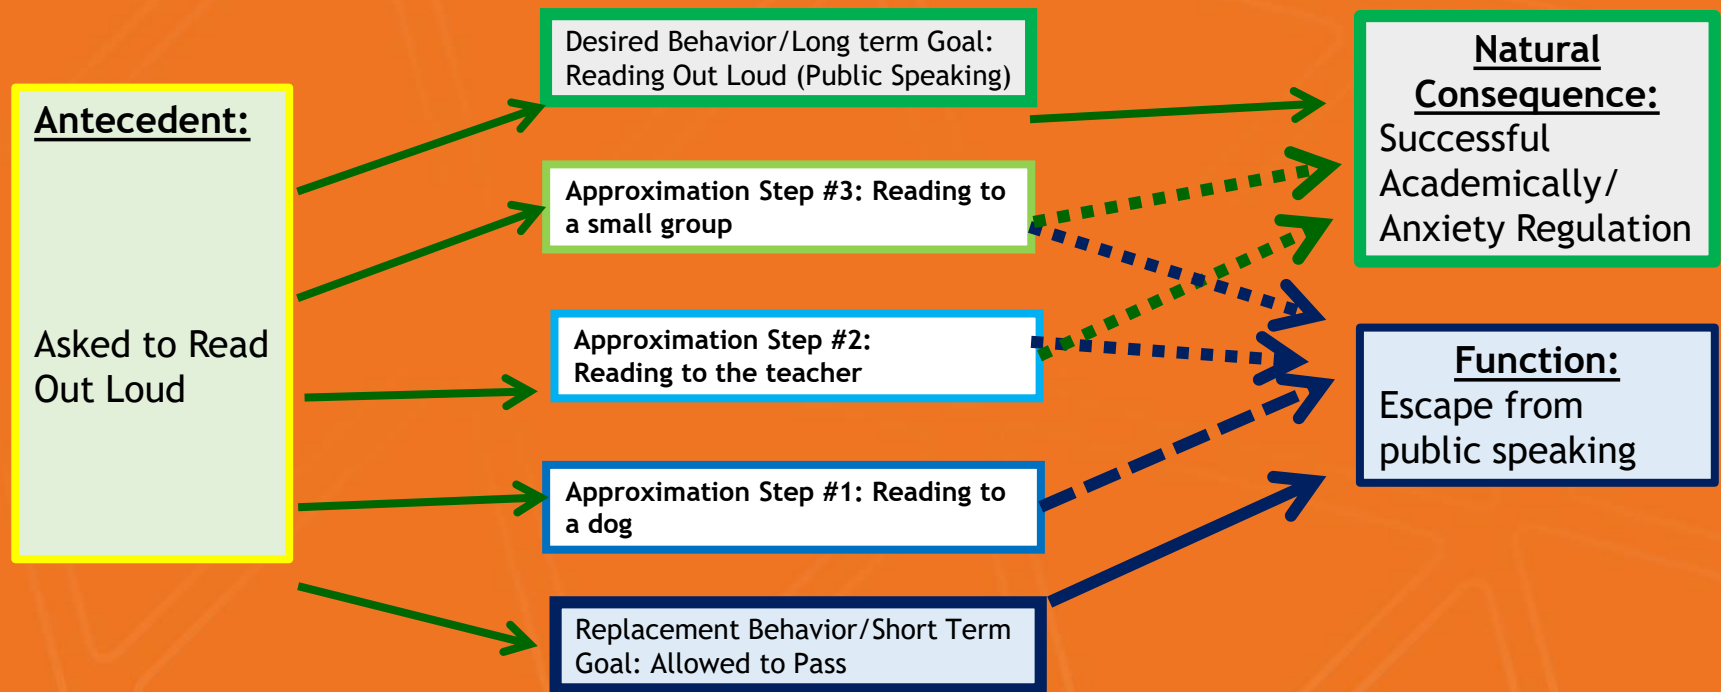 Antecedent:
Asked to Read
Out Loud
Desired Behavior/Long term Goal:
Reading Out Loud (Public Speaking)
Approximation Step #3: Reading to
a small group
Approximation Step #2:
Reading to the teacher
Approximation Step #1: Reading to
a dog
Replacement Behavior/Short Term
Goal: Allowed to Pass
Natural
Consequence:
Successful
Academically/
Anxiety Regulation
Function:
Escape from
public speaking